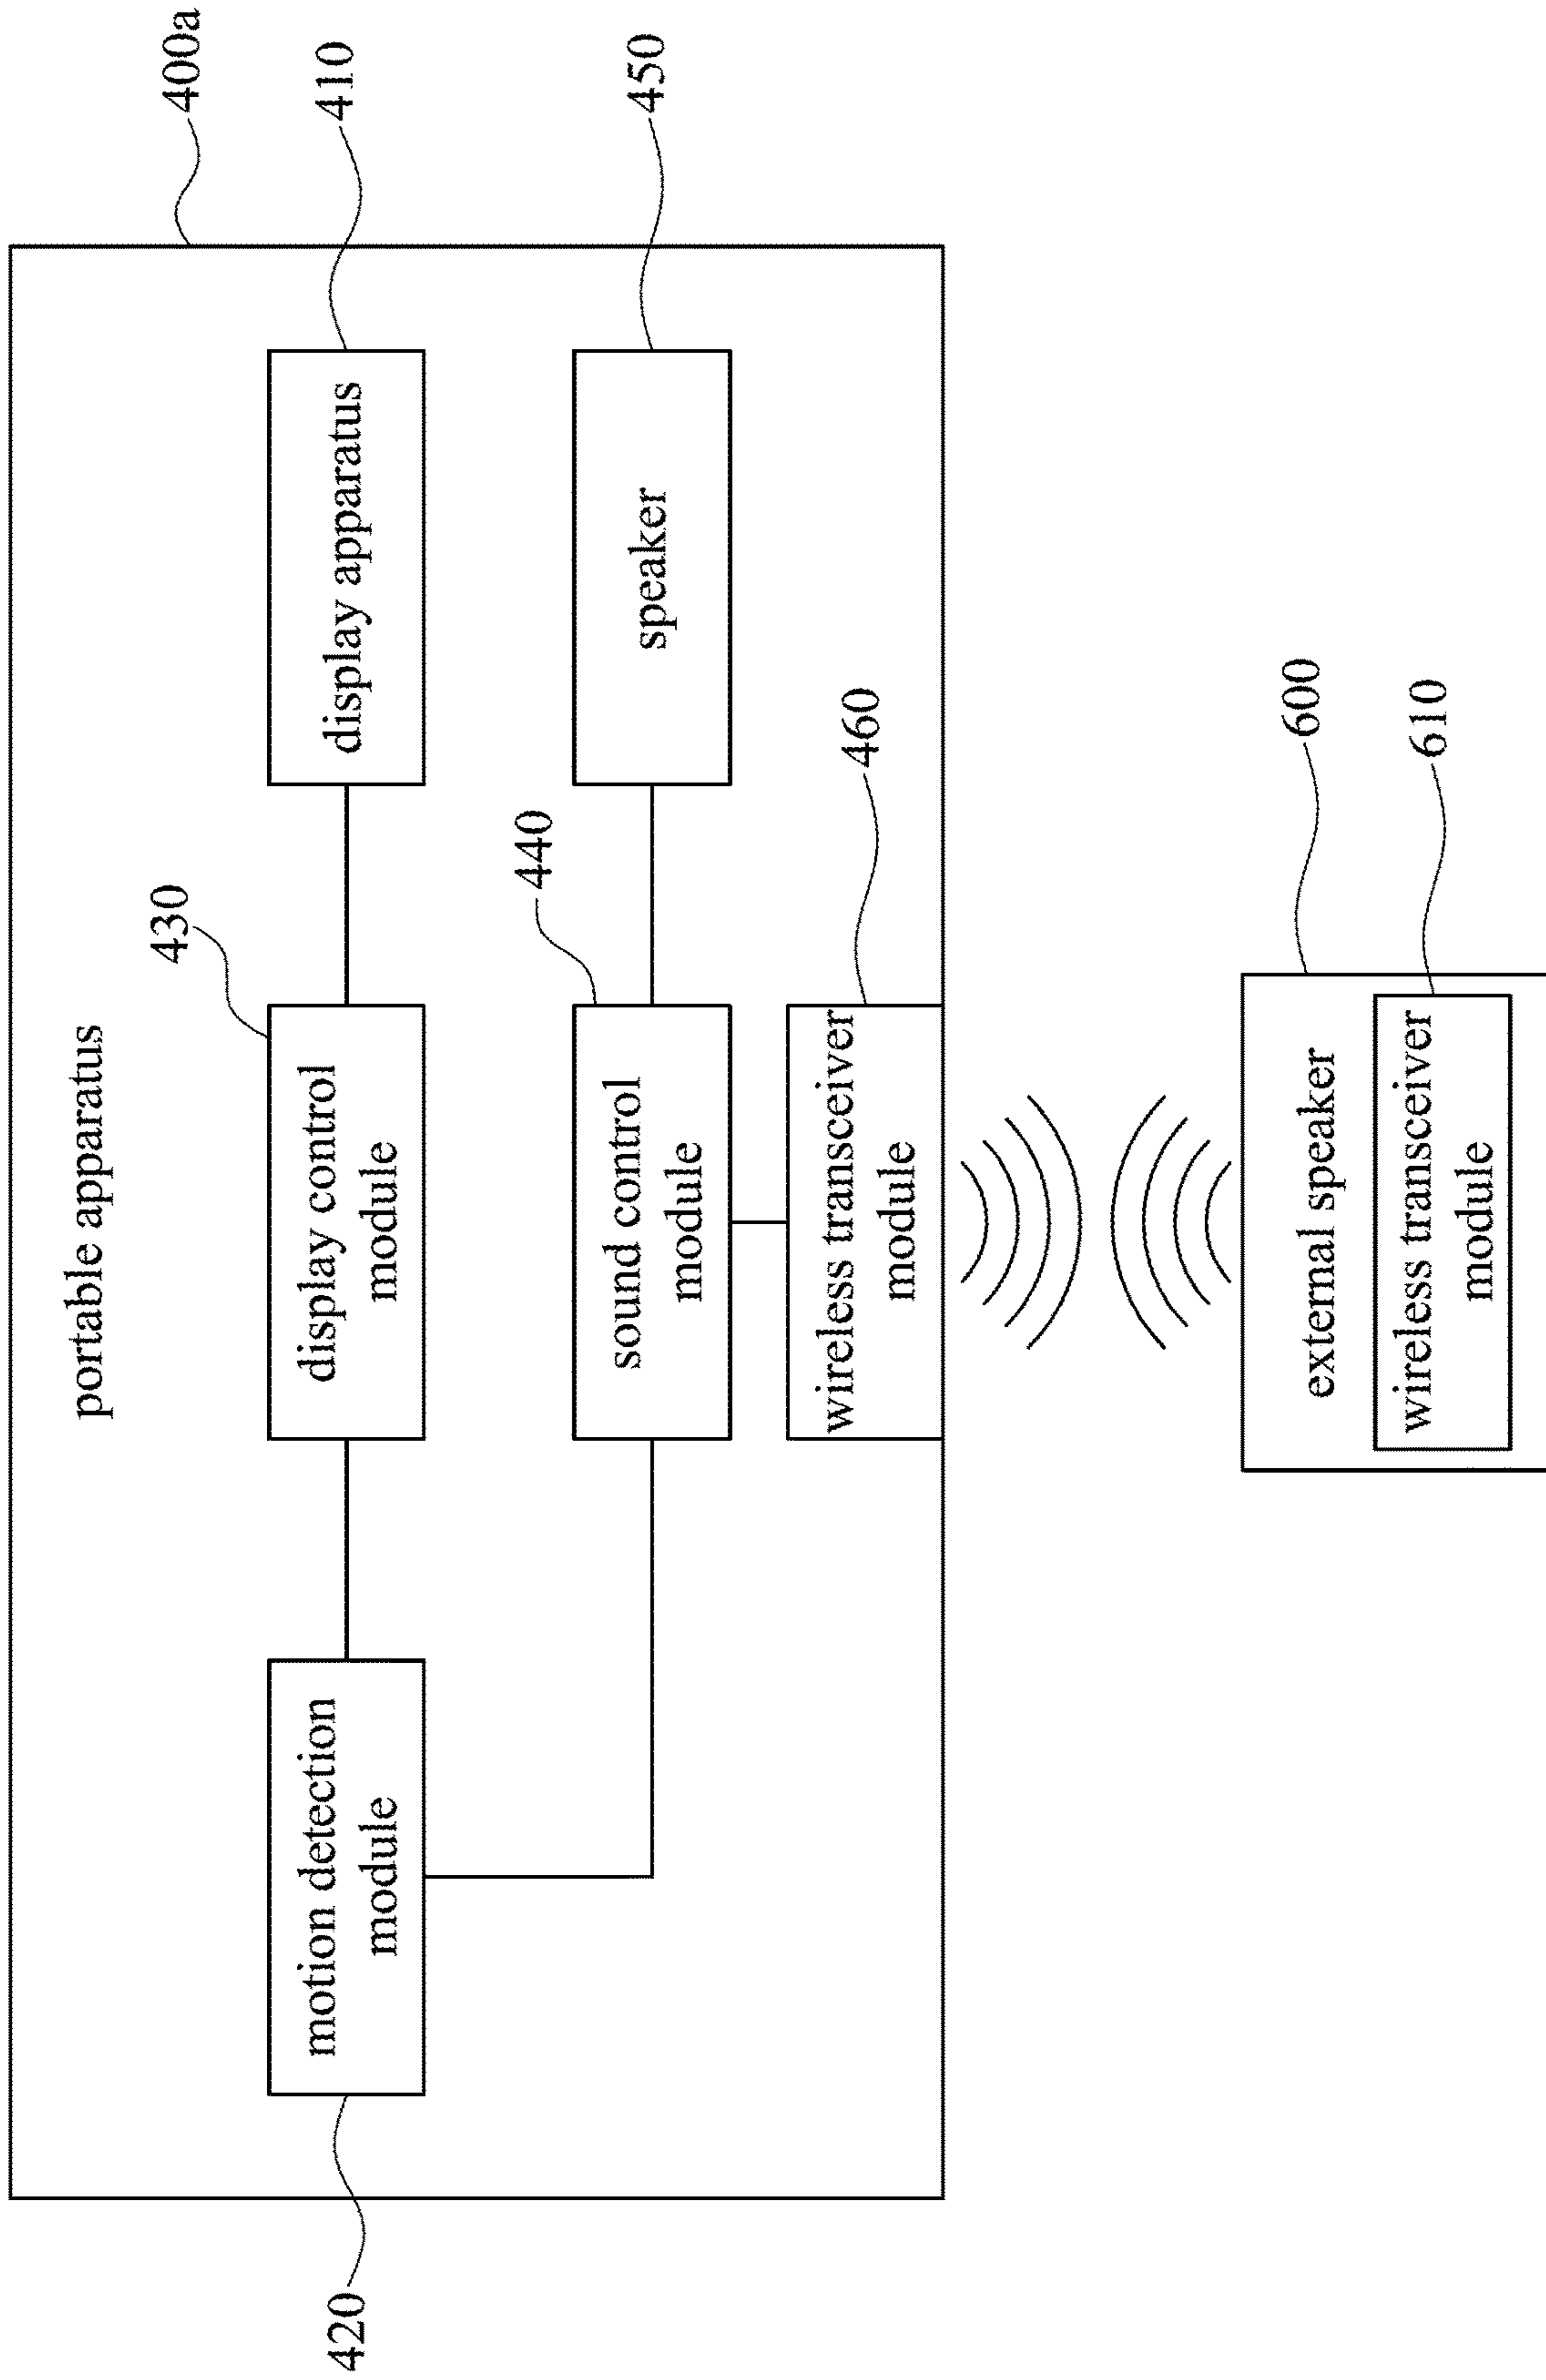 portable apparatus
400a
430
420
motion detection
module
display control
module
display apparatus
410
440
sound control
module
speaker
450
460
wireless transceiver
module
600
external speaker
610
wireless transceiver
module